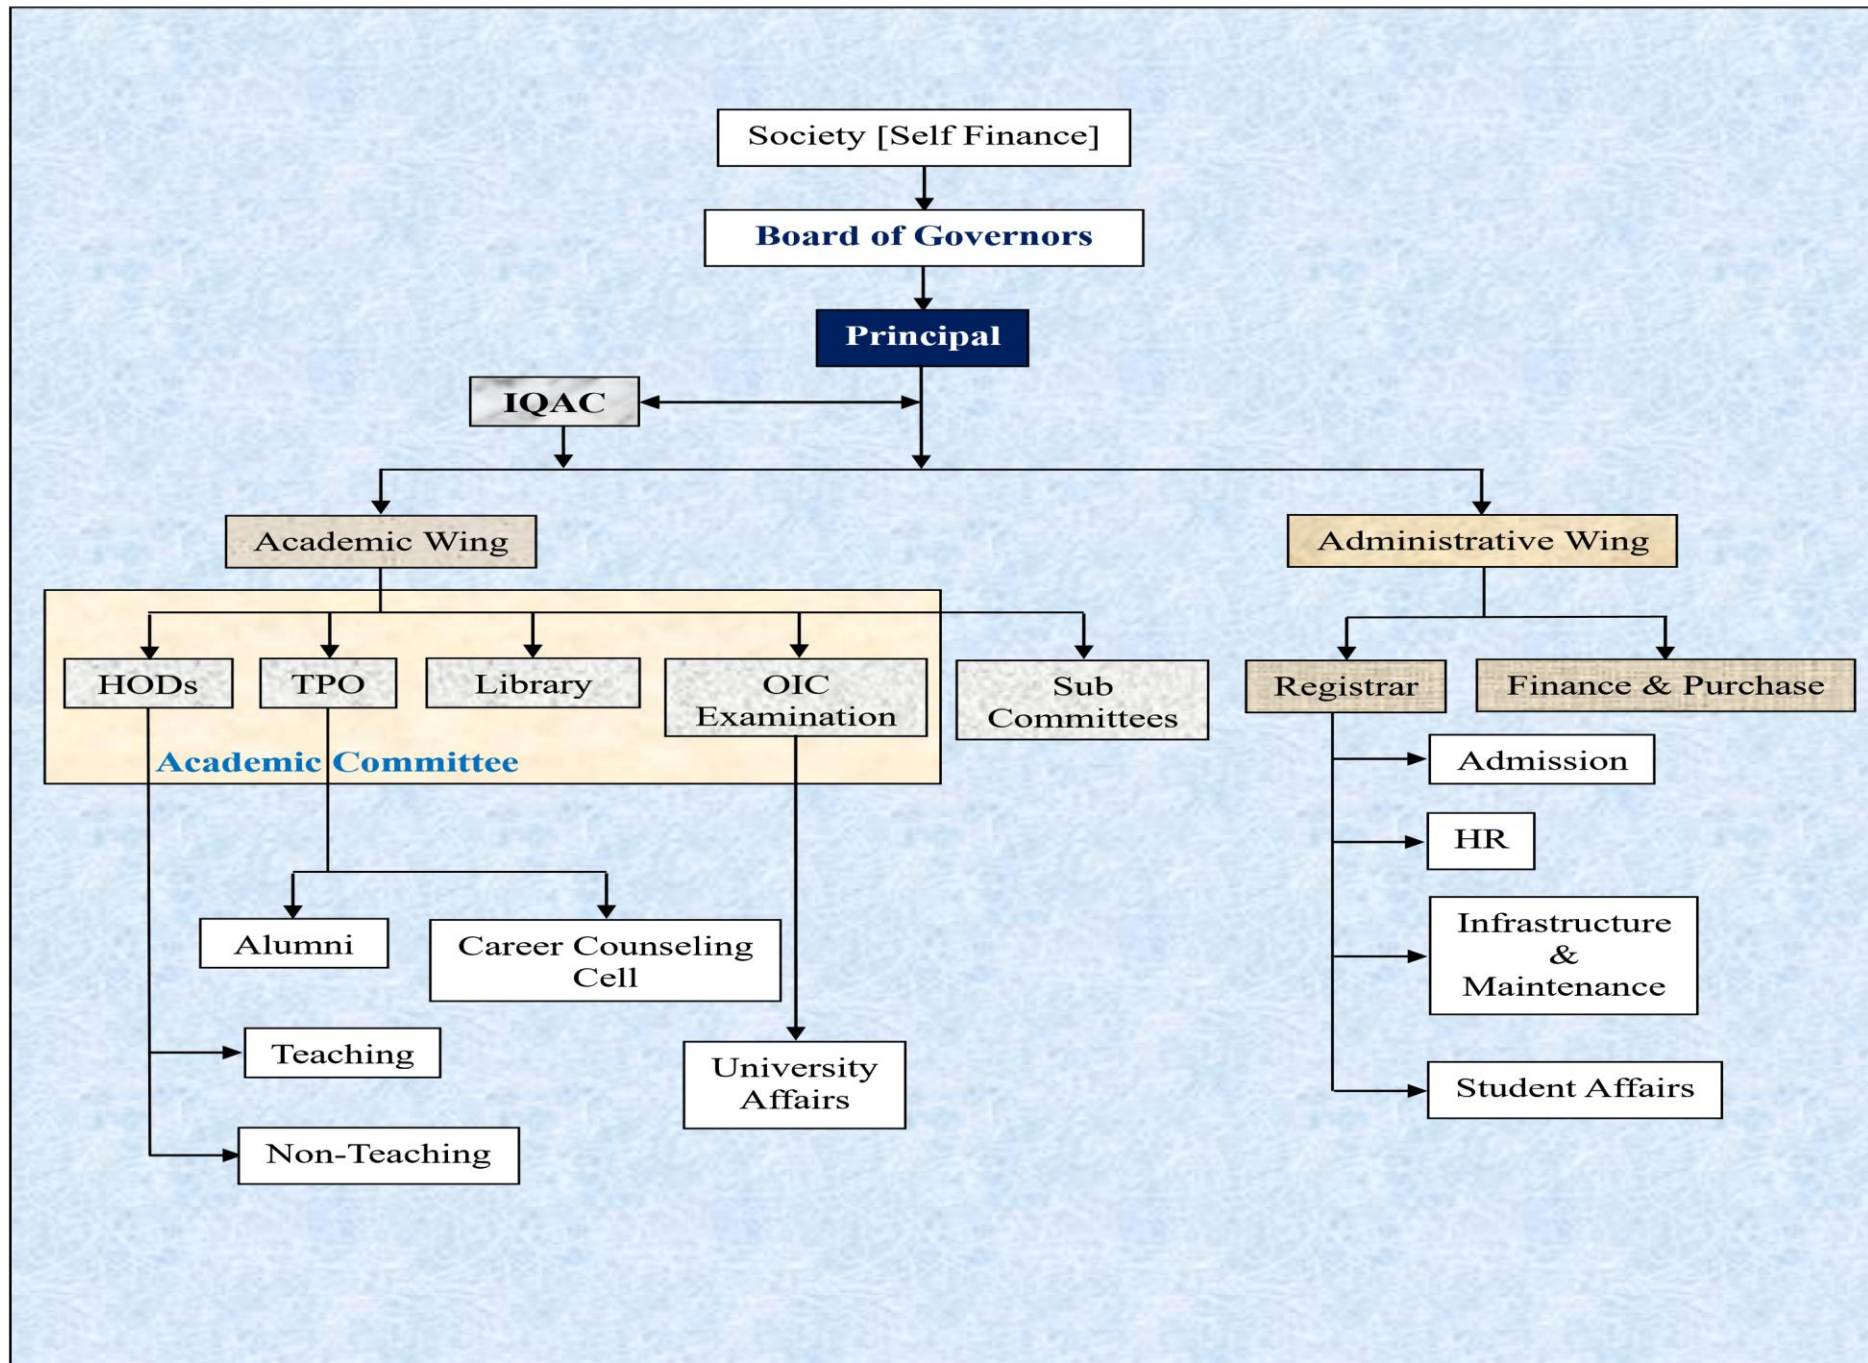 Society [Self Finance]
Board of Governors
Principal
IQAC
Academic Wing
Administrative Wing
HODs
TPO
Library
OIC
Examination
Sub
Committees
Registrar
Finance & Purchase
Academic Committee
Admission
HR
Alumni
Career Counseling
Cell
Infrastructure
&
Maintenance
Teaching
University
Affairs
Student Affairs
Non-Teaching